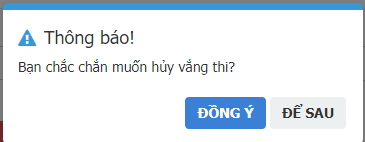 Thông báo!
Bạn chắc chắn muốn hủy vắng thi?
ĐỒNG Ý ĐỂ SAU